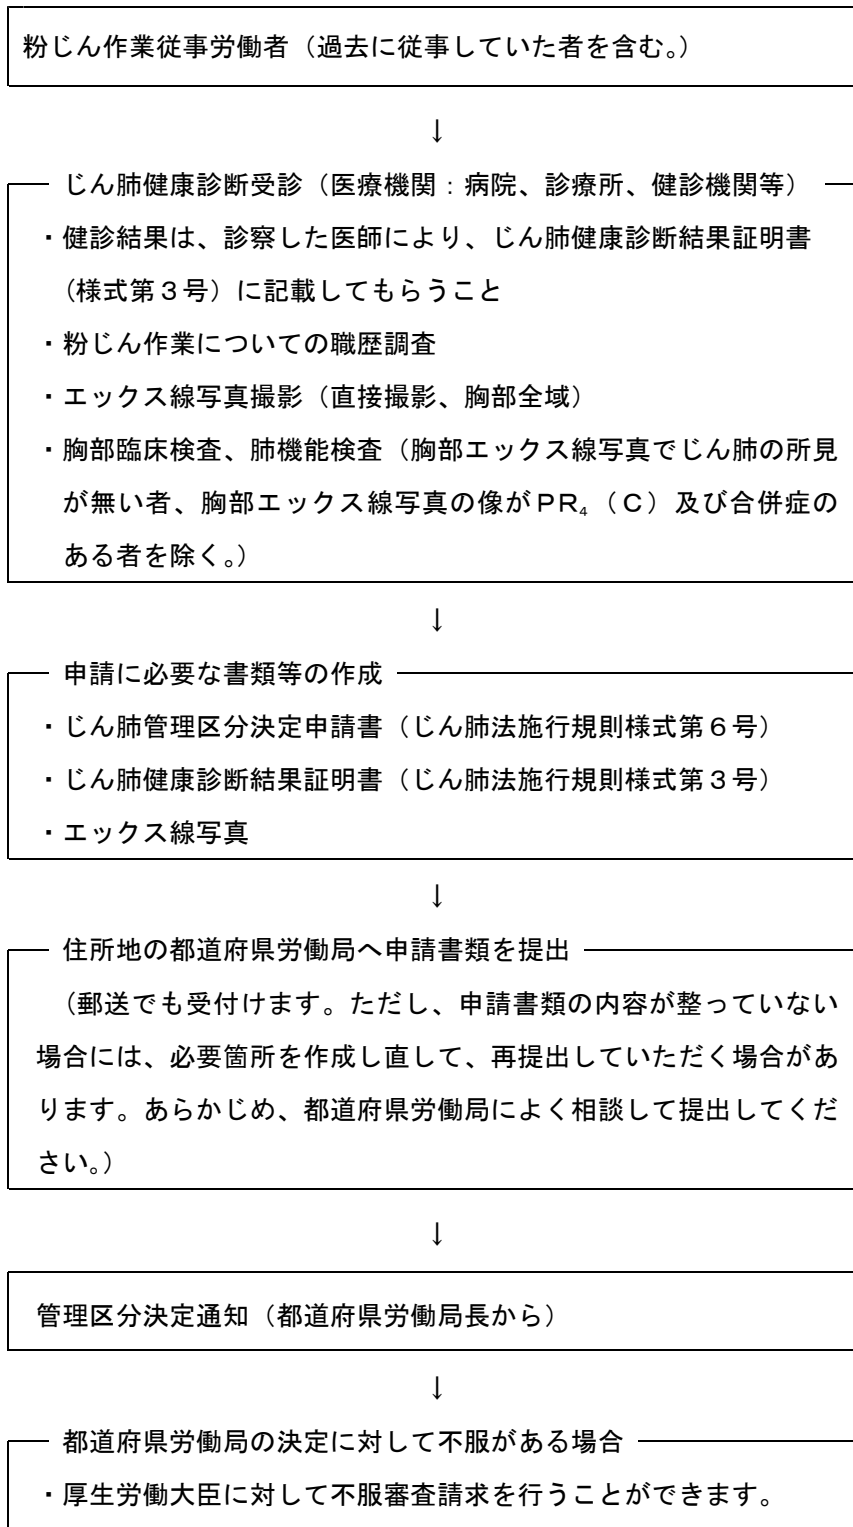 粉じん作業従事労働者（過去に従事していた者を含む。）
↓
じん肺健康診断受診（医療機関：病院、診療所、健診機関等）
・健診結果は、診察した医師により、じん肺健康診断結果証明書
（様式第３号）に記載してもらうこと
・粉じん作業についての職歴調査
・エックス線写真撮影（直接撮影、胸部全域）
・胸部臨床検査、肺機能検査（胸部エックス線写真でじん肺の所見
が無い者、胸部エックス線写真の像がＰＲ₄（Ｃ）及び合併症の
ある者を除く。）
↓
申請に必要な書類等の作成
・じん肺管理区分決定申請書（じん肺法施行規則様式第６号）
・じん肺健康診断結果証明書（じん肺法施行規則様式第３号）
・エックス線写真
↓
住所地の都道府県労働局へ申請書類を提出
（郵送でも受付けます。ただし、申請書類の内容が整っていない
場合には、必要箇所を作成し直して、再提出していただく場合があ
ります。あらかじめ、都道府県労働局によく相談して提出してくだ
さい。）
↓
管理区分決定通知（都道府県労働局長から）
↓
都道府県労働局の決定に対して不服がある場合
・厚生労働大臣に対して不服審査請求を行うことができます。